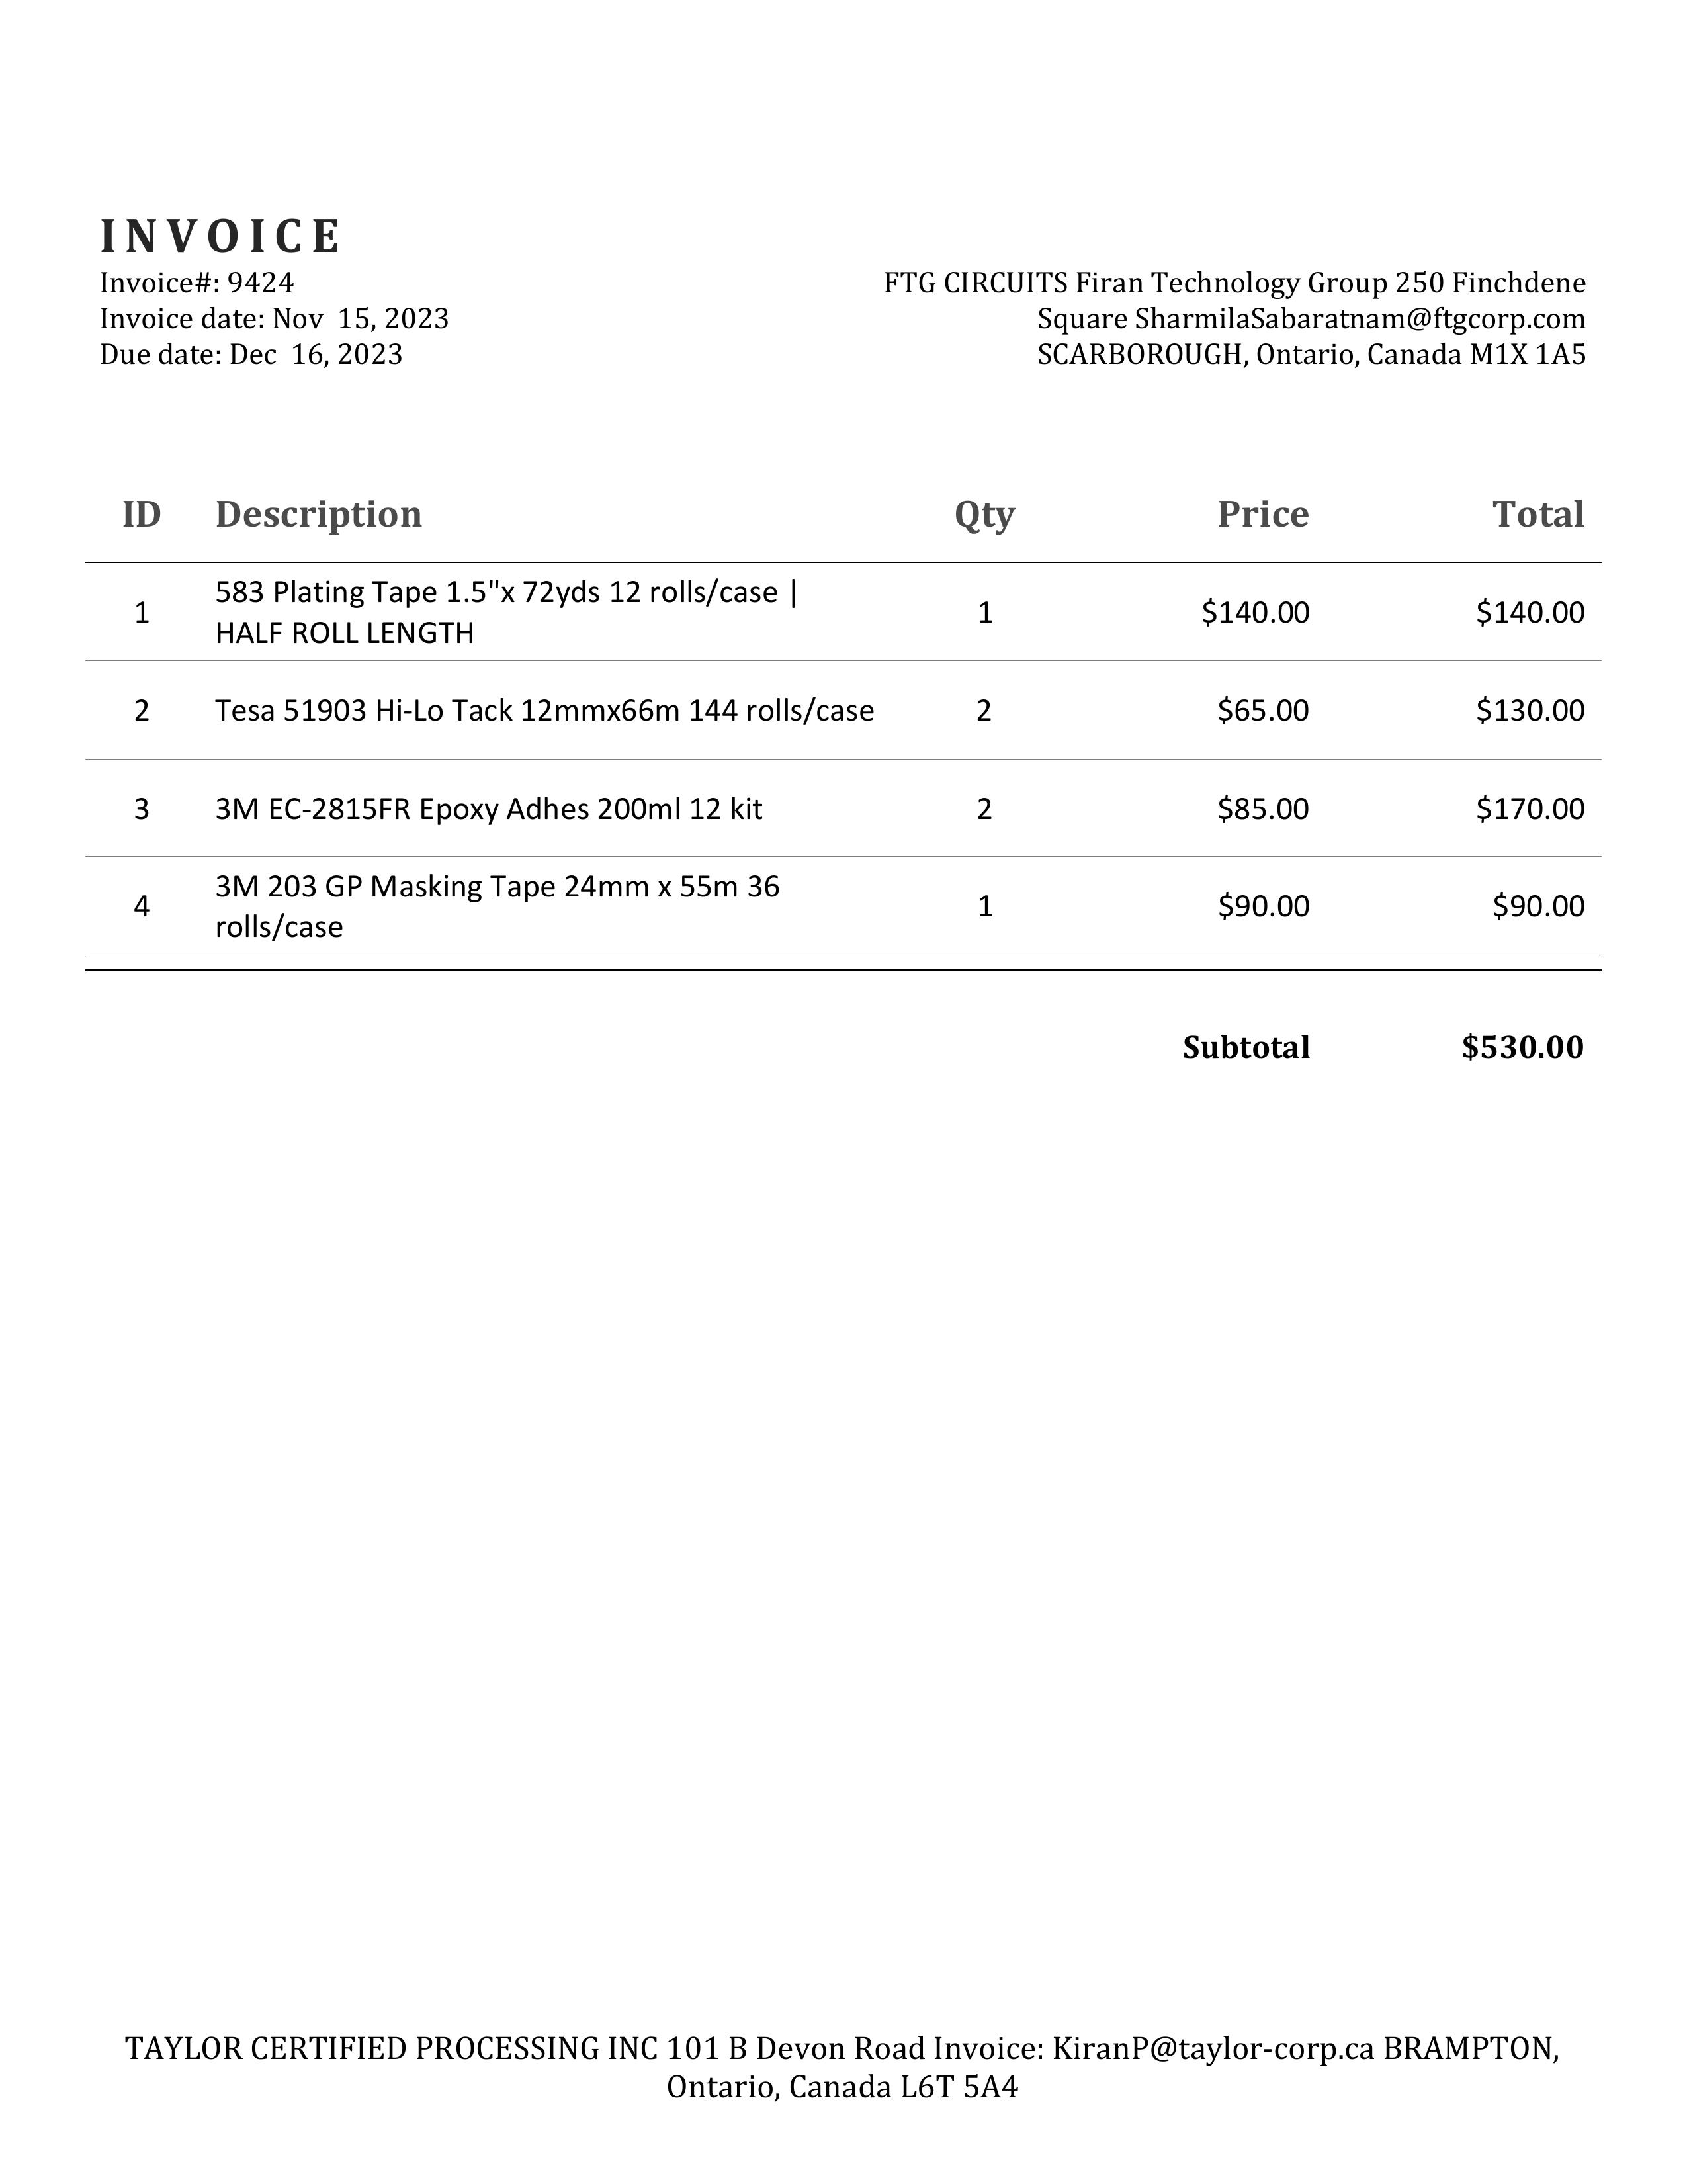 INVOICE
Invoice#: 9424
Invoice date: Nov  15, 2023
Due date: Dec  16, 2023
FTG CIRCUITS Firan Technology Group 250 Finchdene
Square SharmilaSabaratnam@ftgcorp.com
SCARBOROUGH, Ontario, Canada M1X 1A5
ID Description Qty Price Total
583 Plating Tape 1.5"x 72yds 12 rolls/case |
1 HALF ROLL LENGTH 1 $140.00 $140.00
2 Tesa 51903 Hi-Lo Tack 12mmx66m 144 rolls/case 2 $65.00 $130.00
3 3M EC-2815FR Epoxy Adhes 200ml 12 kit 2 $85.00 $170.00
3M 203 GP Masking Tape 24mm x 55m 36
4 rolls/case 1 $90.00 $90.00
Subtotal $530.00
TAYLOR CERTIFIED PROCESSING INC 101 B Devon Road Invoice: KiranP@taylor-corp.ca BRAMPTON,
Ontario, Canada L6T 5A4